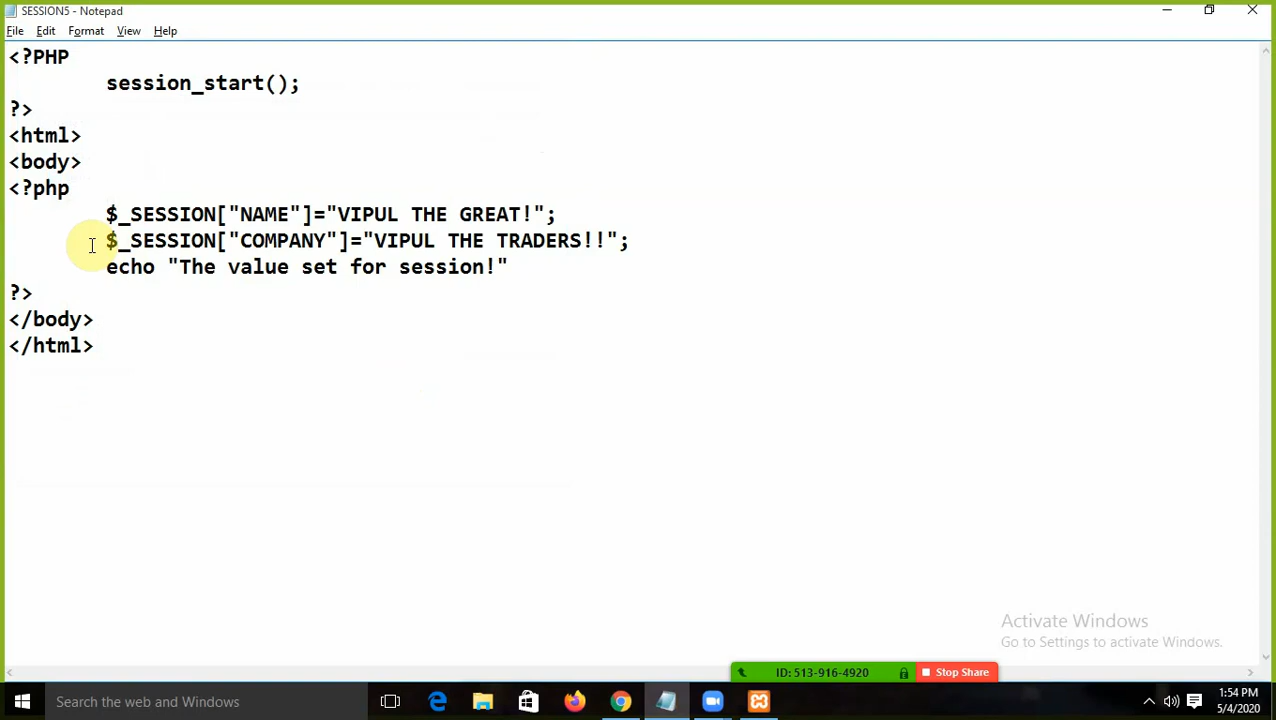 SESSION5 - Notepad
File Edit Format View Help
<?PHP
session_start();
?>
<html>
<body>
<?php
$_SESSION["NAME"]="VIPUL THE GREAT!";
$_SESSION["COMPANY"]="VIPUL THE TRADERS!!";
echo "The value set for session!"
?>
</body>
</html>
Activate Windows
Go to Settings to activate Windows.
ID: 513-916-4920 Stop Share
Search the web and Windows
1:54 PM
5/4/2020